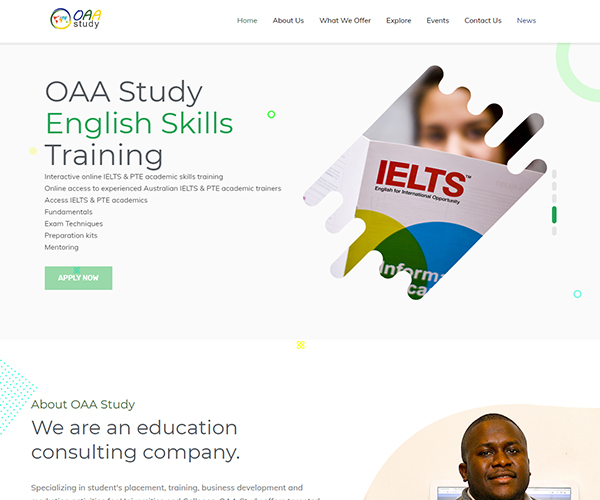 OAA
study
Home About Us What We Offer Explore Events Contact Us News
OAA Study
English Skills
Training
Interactive online IELTS & PTE academic skills training
Online access to experienced Australian IELTS & PTE academic trainers
Access IELTS & PTE academics
Fundamentals
Exam Techniques
Preparation kits
Mentoring
APPLY NOW
IELTS™
English for International Opportunity
Informa
ca
About OAA Study
We are an education
consulting company.
Specializing in student's placement, training, business development and